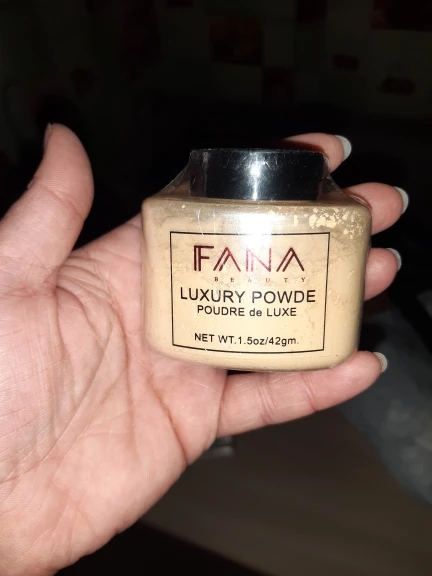 FANA
BEAUTY
LUXURY POWDE
POUDRE de LUXE
NET WT.1.5oz/42gm.